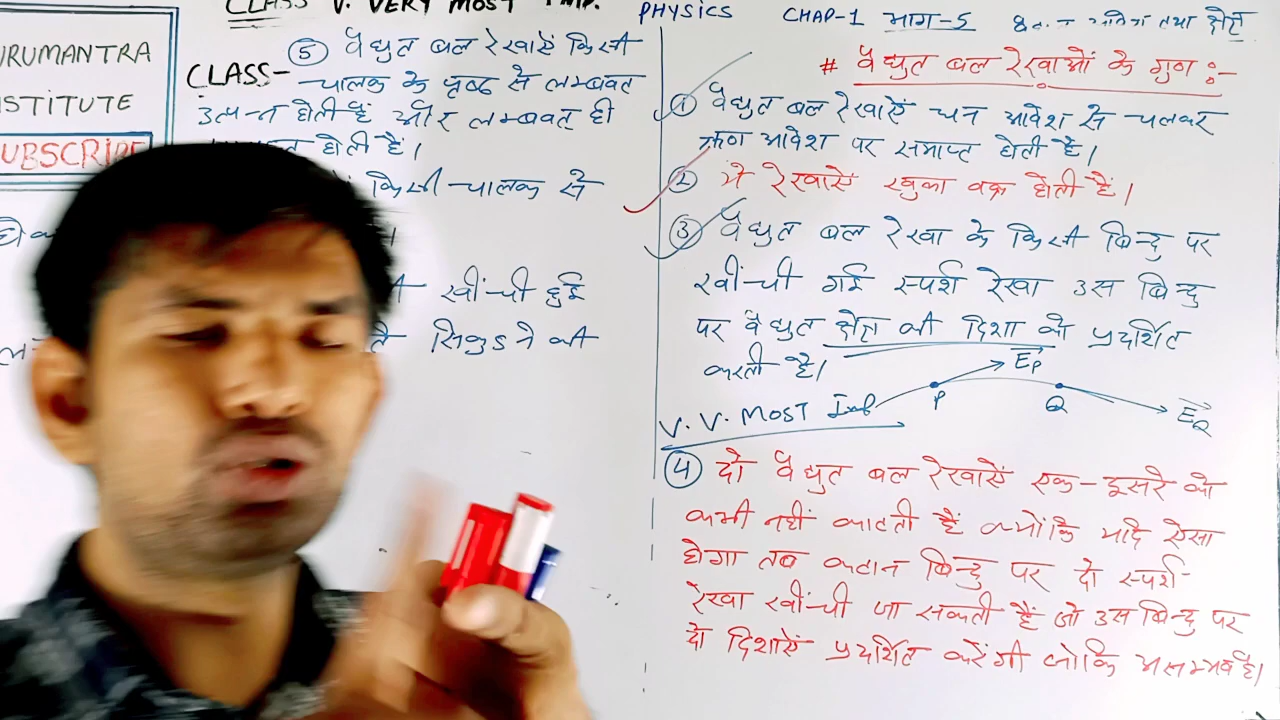 CLASS V. VERY MOST IMP.
PHYSICS CHAP-1 भाग-5 तथा क्षेत्र
URUMANTRA
STITUTE
UBSCRIBE
CLASS-
⑤ वैद्युत बल रेखाएँ किसी
चालक के पृष्ठ से लम्बवत
उत्पन्न होती हैं और लम्बवत् ही
होती हैं।
किसी चालक से
खींची हुई
सिकुड़ने की
# वैद्युत बल रेखाओं के गुण :-
① वैद्युत बल रेखाएँ धन आवेश से चलकर
ऋण आवेश पर समाप्त होती हैं।
② ये रेखाएँ खुला वक्र होती हैं।
③ वैद्युत बल रेखा के किसी बिन्दु पर
खींची गई स्पर्श रेखा उस बिन्दु
पर वैद्युत क्षेत्र की दिशा को प्रदर्शित
करती है।
E⃗P
P Q E⃗Q
V. V. MOST Imp
④ दो वैद्युत बल रेखाएँ एक-दूसरे को
कभी नहीं काटती हैं क्योंकि यदि ऐसा
होगा तब कटान बिन्दु पर दो स्पर्श-
रेखा खींची जा सकती हैं जो उस बिन्दु पर
दो दिशाएँ प्रदर्शित करेंगी जोकि असम्भव है।